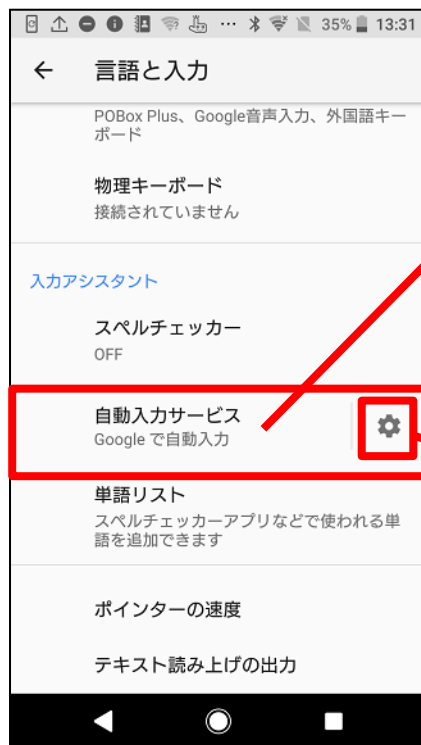 35% 13:31
言語と入力
POBox Plus、Google音声入力、外国語キー
ボード
物理キーボード
接続されていません
入力アシスタント
スペルチェッカー
OFF
自動入力サービス
Google で自動入力
単語リスト
スペルチェッカーアプリなどで使われる単
語を追加できます
ポインターの速度
テキスト読み上げの出力